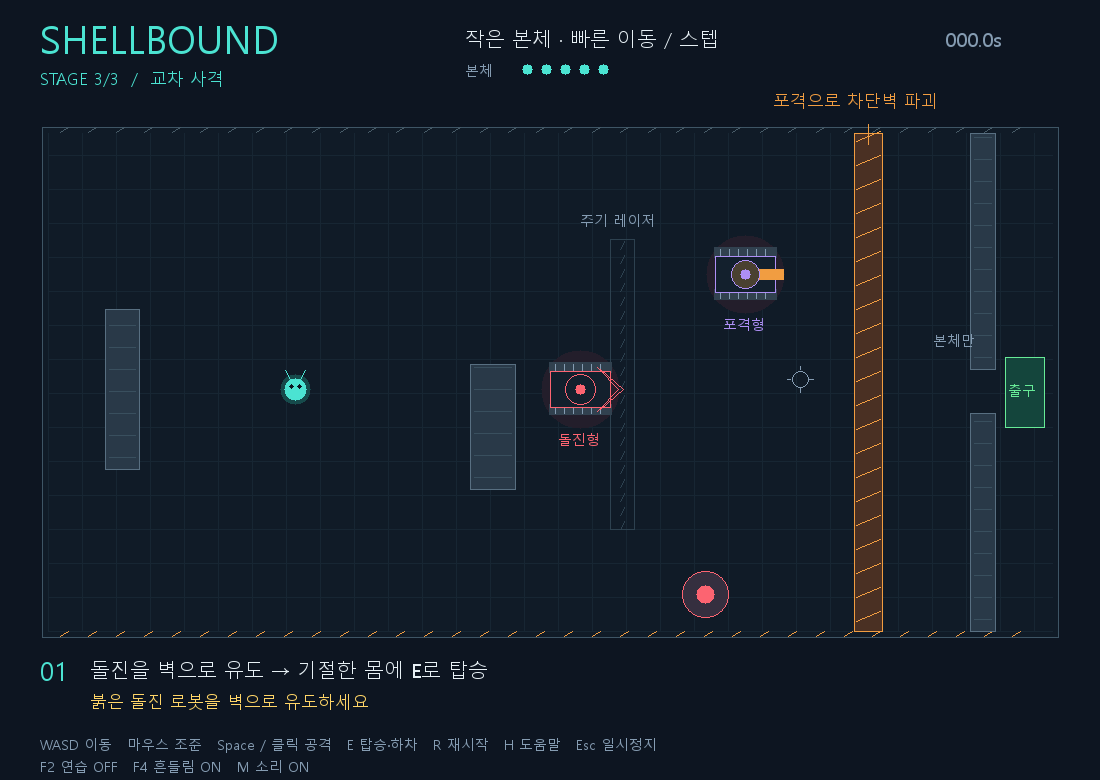 SHELLBOUND
작은 본체 · 빠른 이동 / 스텝
000.0s
본체
STAGE 3/3 / 교차 사격
포격으로 차단벽 파괴
주기 레이저
포격형
본체만
출구
돌진형
01 돌진을 벽으로 유도 → 기절한 몸에 E로 탑승
붉은 돌진 로봇을 벽으로 유도하세요
WASD 이동 마우스 조준 Space / 클릭 공격 E 탑승·하차 R 재시작 H 도움말 Esc 일시정지
F2 연습 OFF F4 흔들림 ON M 소리 ON